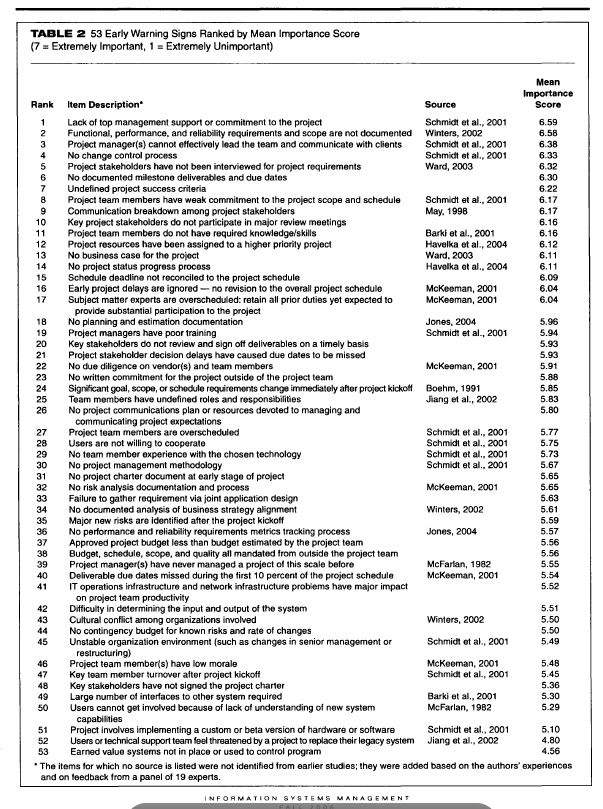 TABLE 2 53 Early Warning Signs Ranked by Mean Importance Score
(7 = Extremely Important, 1 = Extremely Unimportant)
Mean
Importance
Rank Item Description* Source Score
1 Lack of top management support or commitment to the project Schmidt et al., 2001 6.59
2 Functional, performance, and reliability requirements and scope are not documented Winters, 2002 6.58
3 Project manager(s) cannot effectively lead the team and communicate with clients Schmidt et al., 2001 6.38
4 No change control process Schmidt et al., 2001 6.33
5 Project stakeholders have not been interviewed for project requirements Ward, 2003 6.32
6 No documented milestone deliverables and due dates 6.30
7 Undefined project success criteria 6.22
8 Project team members have weak commitment to the project scope and schedule Schmidt et al., 2001 6.17
9 Communication breakdown among project stakeholders May, 1998 6.17
10 Key project stakeholders do not participate in major review meetings 6.16
11 Project team members do not have required knowledge/skills Barki et al., 2001 6.16
12 Project resources have been assigned to a higher priority project Havelka et al., 2004 6.12
13 No business case for the project Ward, 2003 6.11
14 No project status progress process Havelka et al., 2004 6.11
15 Schedule deadline not reconciled to the project schedule 6.09
16 Early project delays are ignored — no revision to the overall project schedule McKeeman, 2001 6.04
17 Subject matter experts are overscheduled: retain all prior duties yet expected to McKeeman, 2001 6.04
provide substantial participation to the project
18 No planning and estimation documentation Jones, 2004 5.96
19 Project managers have poor training Schmidt et al., 2001 5.94
20 Key stakeholders do not review and sign off deliverables on a timely basis 5.93
21 Project stakeholder decision delays have caused due dates to be missed 5.93
22 No due diligence on vendor(s) and team members McKeeman, 2001 5.91
23 No written commitment for the project outside of the project team 5.88
24 Significant goal, scope, or schedule requirements change immediately after project kickoff Boehm, 1991 5.85
25 Team members have undefined roles and responsibilities Jiang et al., 2002 5.83
26 No project communications plan or resources devoted to managing and 5.80
communicating project expectations
27 Project team members are overscheduled Schmidt et al., 2001 5.77
28 Users are not willing to cooperate Schmidt et al., 2001 5.75
29 No team member experience with the chosen technology Schmidt et al., 2001 5.73
30 No project management methodology Schmidt et al., 2001 5.67
31 No project charter document at early stage of project 5.65
32 No risk analysis documentation and process McKeeman, 2001 5.65
33 Failure to gather requirement via joint application design 5.63
34 No documented analysis of business strategy alignment Winters, 2002 5.61
35 Major new risks are identified after the project kickoff 5.59
36 No performance and reliability requirements metrics tracking process Jones, 2004 5.57
37 Approved project budget less than budget estimated by the project team 5.56
38 Budget, schedule, scope, and quality all mandated from outside the project team 5.56
39 Project manager(s) have never managed a project of this scale before McFarlan, 1982 5.55
40 Deliverable due dates missed during the first 10 percent of the project schedule McKeeman, 2001 5.54
41 IT operations infrastructure and network infrastructure problems have major impact 5.52
on project team productivity
42 Difficulty in determining the input and output of the system 5.51
43 Cultural conflict among organizations involved Winters, 2002 5.50
44 No contingency budget for known risks and rate of changes 5.50
45 Unstable organization environment (such as changes in senior management or Schmidt et al., 2001 5.49
restructuring)
46 Project team member(s) have low morale McKeeman, 2001 5.48
47 Key team member turnover after project kickoff Schmidt et al., 2001 5.45
48 Key stakeholders have not signed the project charter 5.36
49 Large number of interfaces to other system required Barki et al., 2001 5.30
50 Users cannot get involved because of lack of understanding of new system McFarlan, 1982 5.29
capabilities
51 Project involves implementing a custom or beta version of hardware or software Schmidt et al., 2001 5.10
52 Users or technical support team feel threatened by a project to replace their legacy system Jiang et al., 2002 4.80
53 Earned value systems not in place or used to control program 4.56
* The items for which no source is listed were not identified from earlier studies; they were added based on the authors' experiences
and on feedback from a panel of 19 experts.
INFORMATION SYSTEMS MANAGEMENT